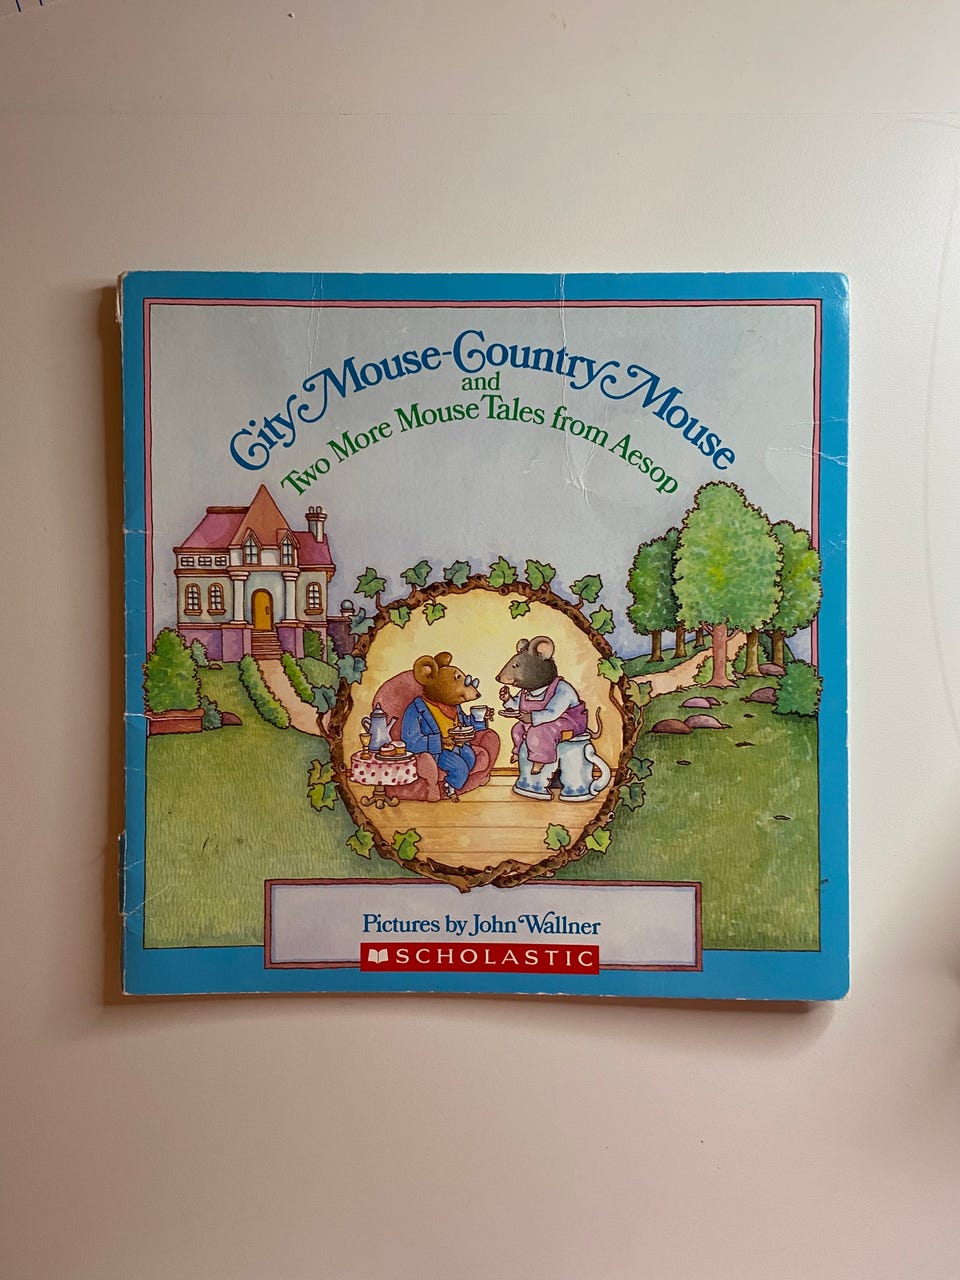 City Mouse-Country Mouse
and
Two More Mouse Tales from Aesop
Pictures by John Wallner
SCHOLASTIC